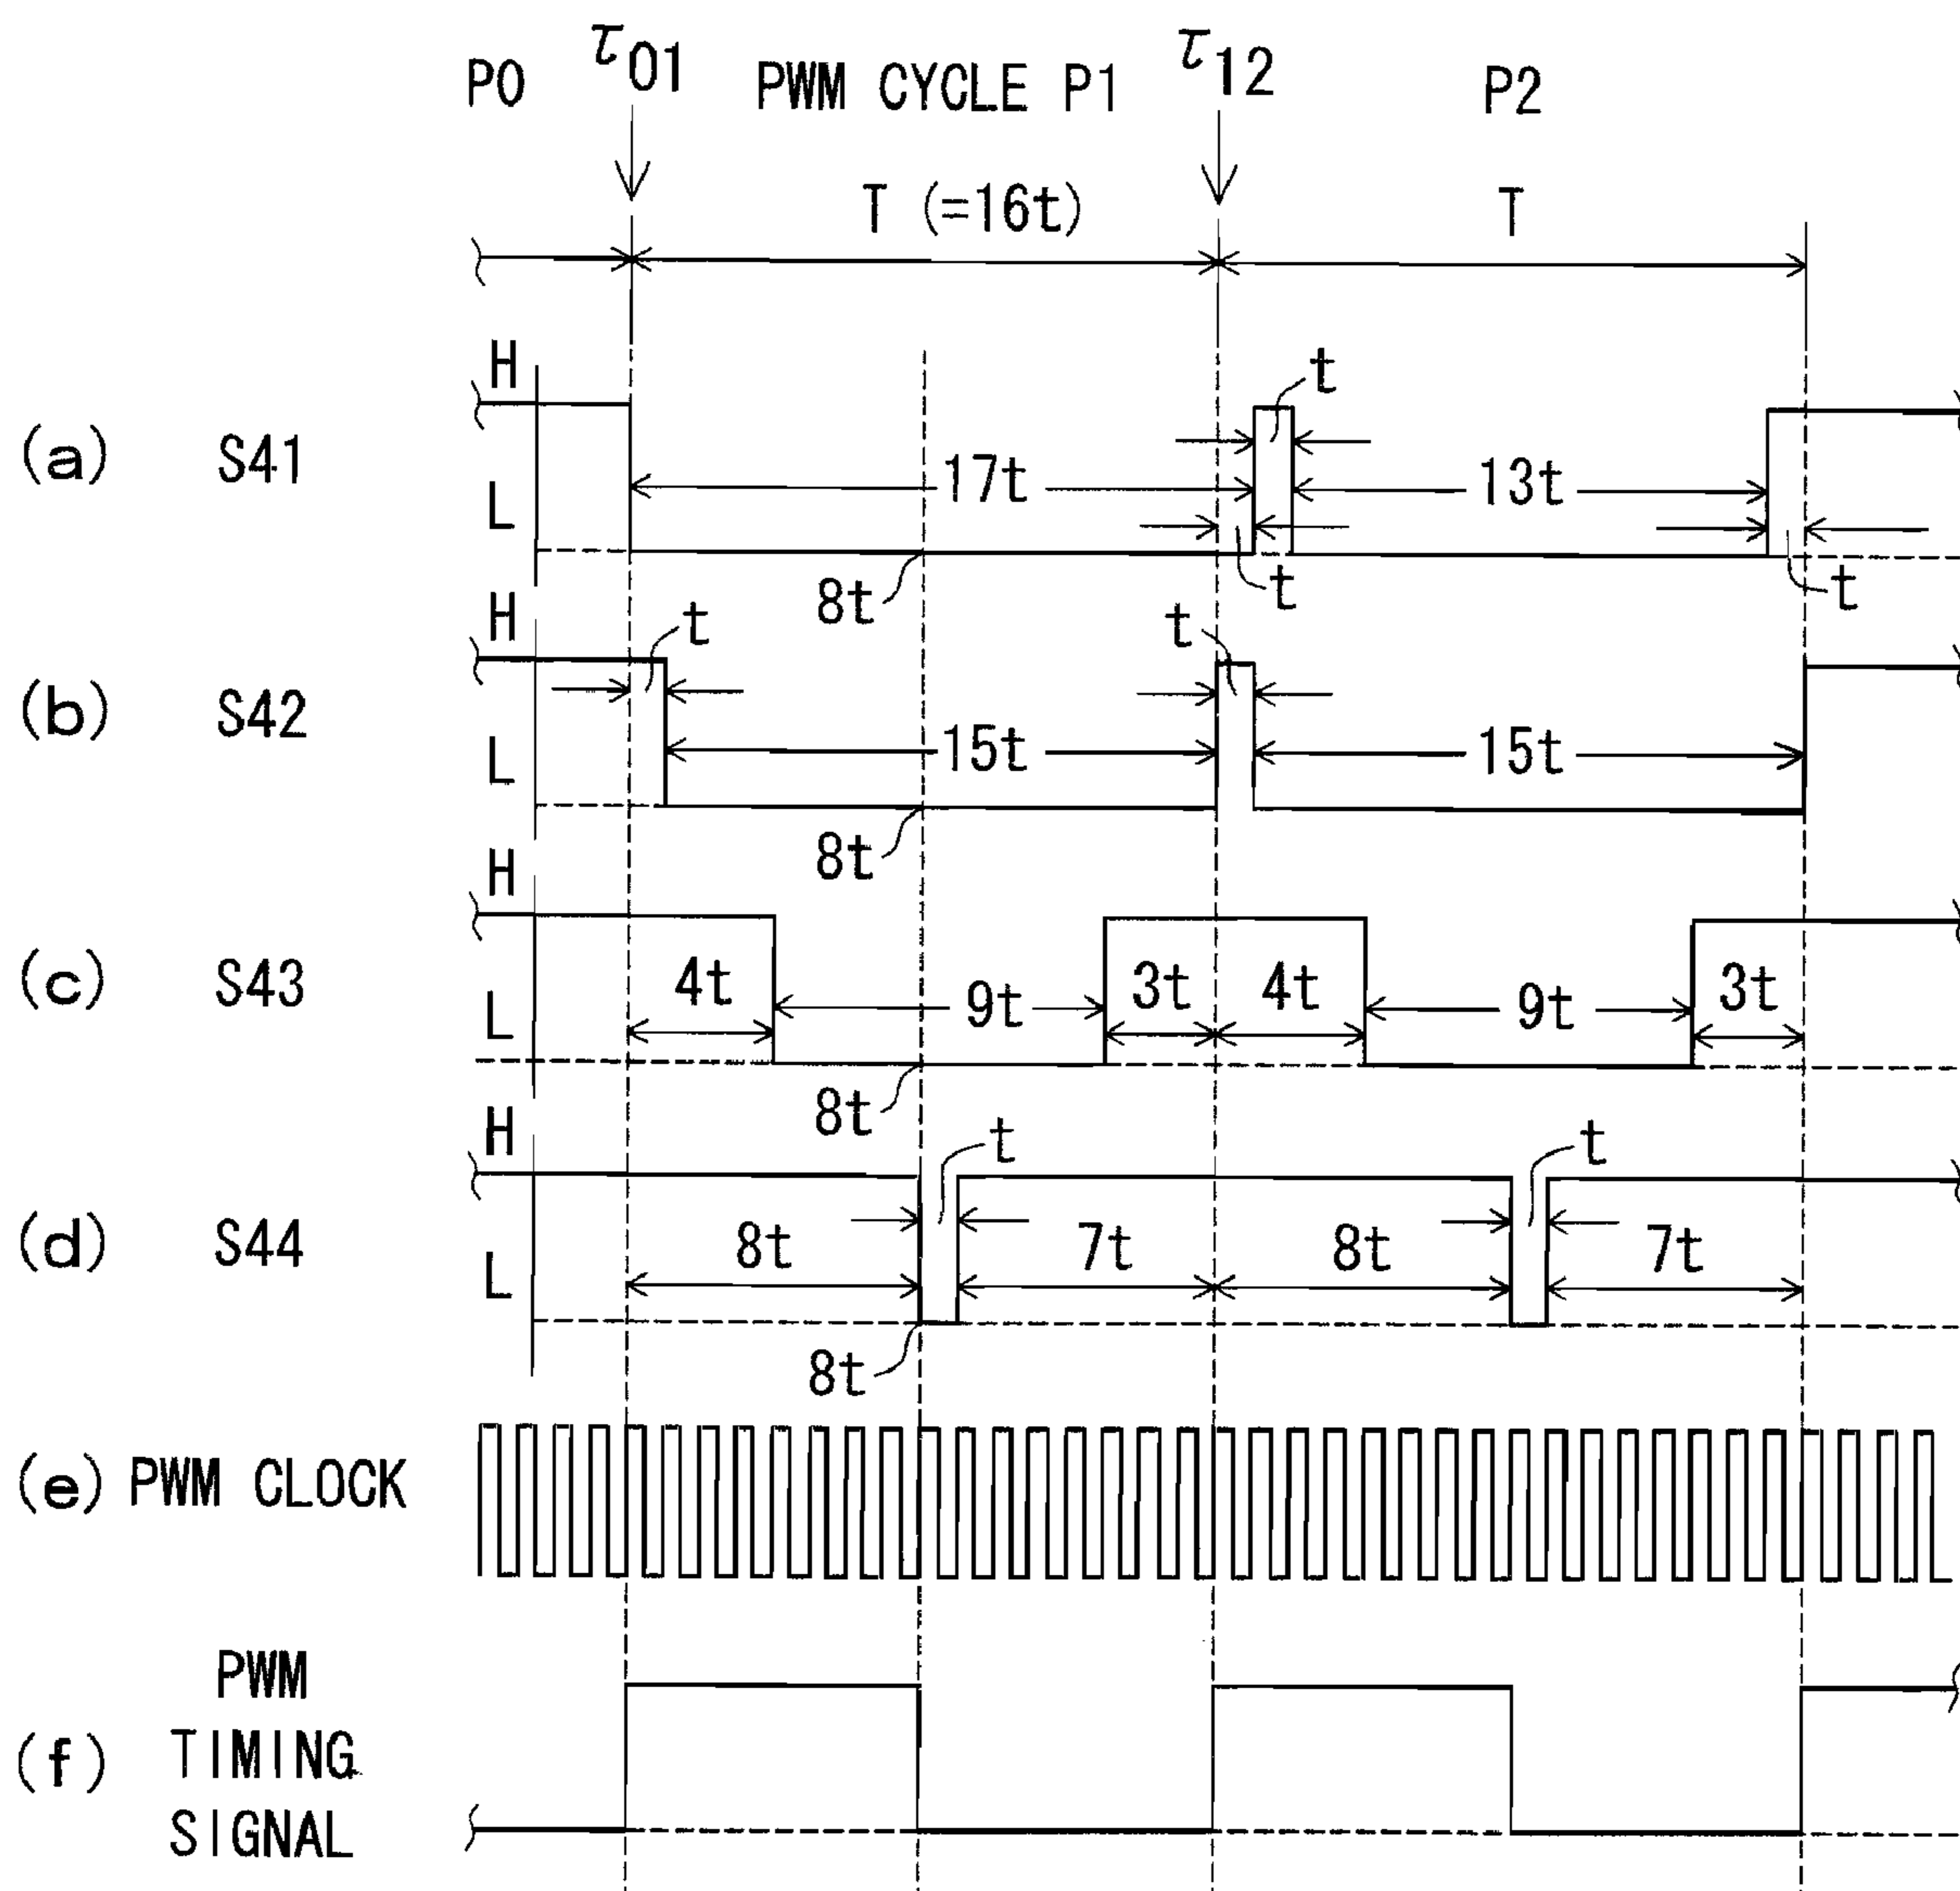 P0 τ01 PWM CYCLE P1 τ12 P2
T (=16t) T
(a) S41 H L 17t t t 13t t 8t
(b) S42 H L t 15t t 15t 8t
(c) S43 H L 4t 9t 3t 4t 9t 3t 8t
(d) S44 H L 8t t 7t 8t t 7t 8t
(e) PWM CLOCK
(f) PWM
TIMING
SIGNAL